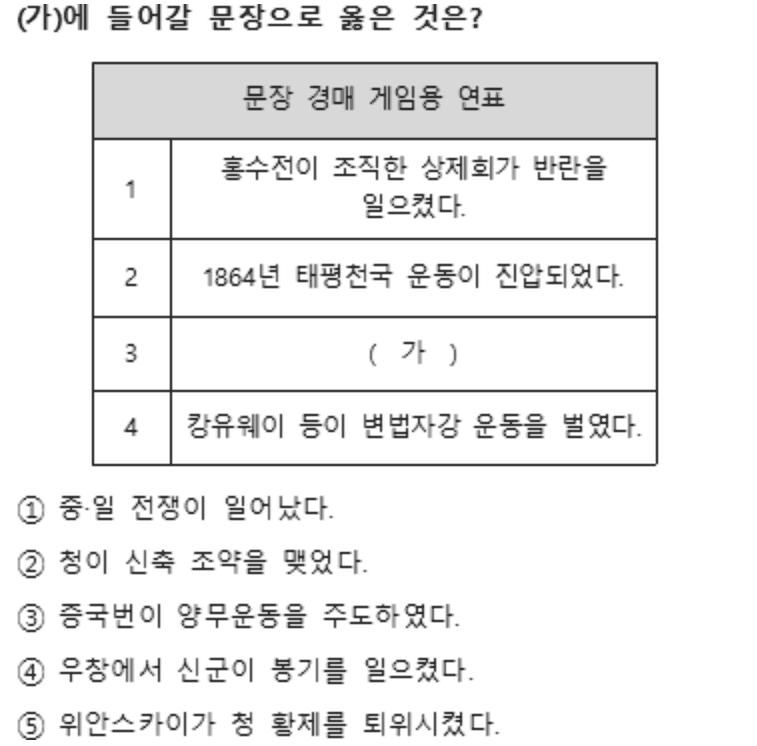 (가)에 들어갈 문장으로 옳은 것은?
문장 경매 게임용 연표
1 홍수전이 조직한 상제회가 반란을
일으켰다.
2 1864년 태평천국 운동이 진압되었다.
3 ( 가 )
4 캉유웨이 등이 변법자강 운동을 벌였다.
① 중·일 전쟁이 일어났다.
② 청이 신축 조약을 맺었다.
③ 증국번이 양무운동을 주도하였다.
④ 우창에서 신군이 봉기를 일으켰다.
⑤ 위안스카이가 청 황제를 퇴위시켰다.